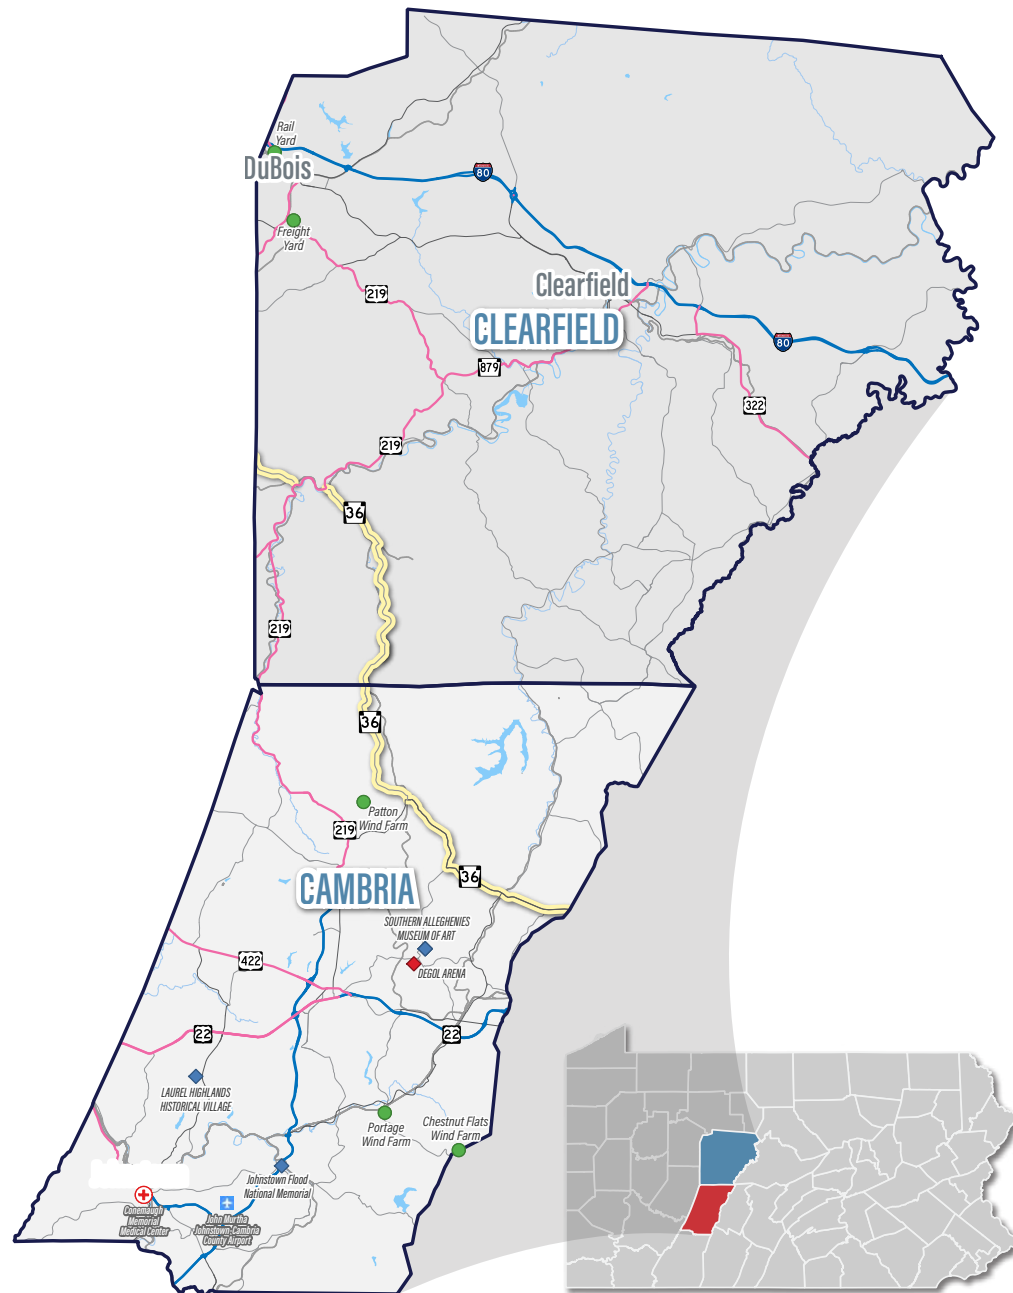 Rail
Yard
DuBois
80
Freight
Yard
Clearfield
219
CLEARFIELD
80
879
322
219
36
219
36
Patton
Wind Farm
219
36
CAMBRIA
SOUTHERN ALLEGHENIES
MUSEUM OF ART
DEGOL ARENA
422
22
22
LAUREL HIGHLANDS
HISTORICAL VILLAGE
Portage
Wind Farm
Chestnut Flats
Wind Farm
Johnstown Flood
National Memorial
Conemaugh
Memorial
Medical Center
John Murtha
Johnstown-Cambria
County Airport